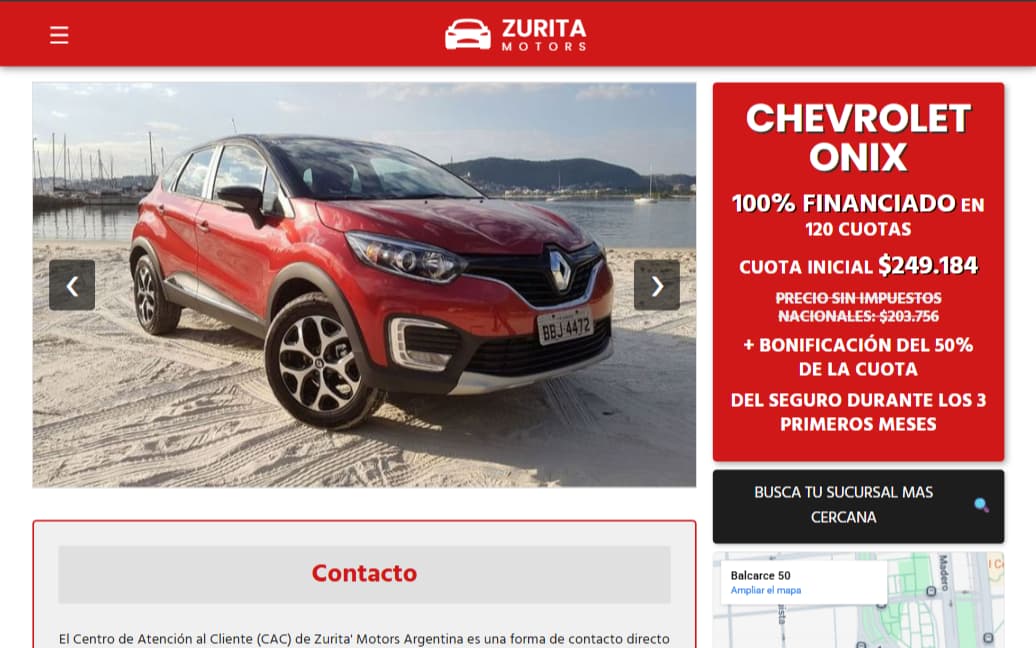 ZURITA
MOTORS
BBJ 4472
CHEVROLET
ONIX
100% FINANCIADO EN
120 CUOTAS
CUOTA INICIAL $249.184
PRECIO SIN IMPUESTOS
NACIONALES: $203.756
+ BONIFICACIÓN DEL 50%
DE LA CUOTA
DEL SEGURO DURANTE LOS 3
PRIMEROS MESES
BUSCA TU SUCURSAL MAS
CERCANA
Balcarce 50
Ampliar el mapa
Madero
Contacto
El Centro de Atención al Cliente (CAC) de Zurita' Motors Argentina es una forma de contacto directo